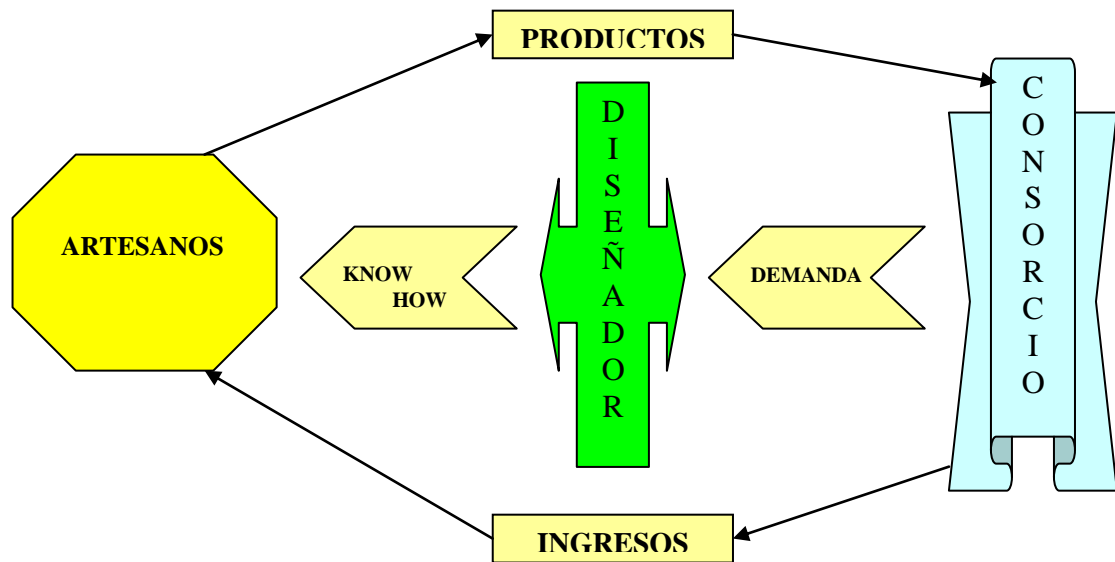 PRODUCTOS
DISEÑADOR
CONSORCIO
ARTESANOS
KNOW
HOW
DEMANDA
INGRESOS